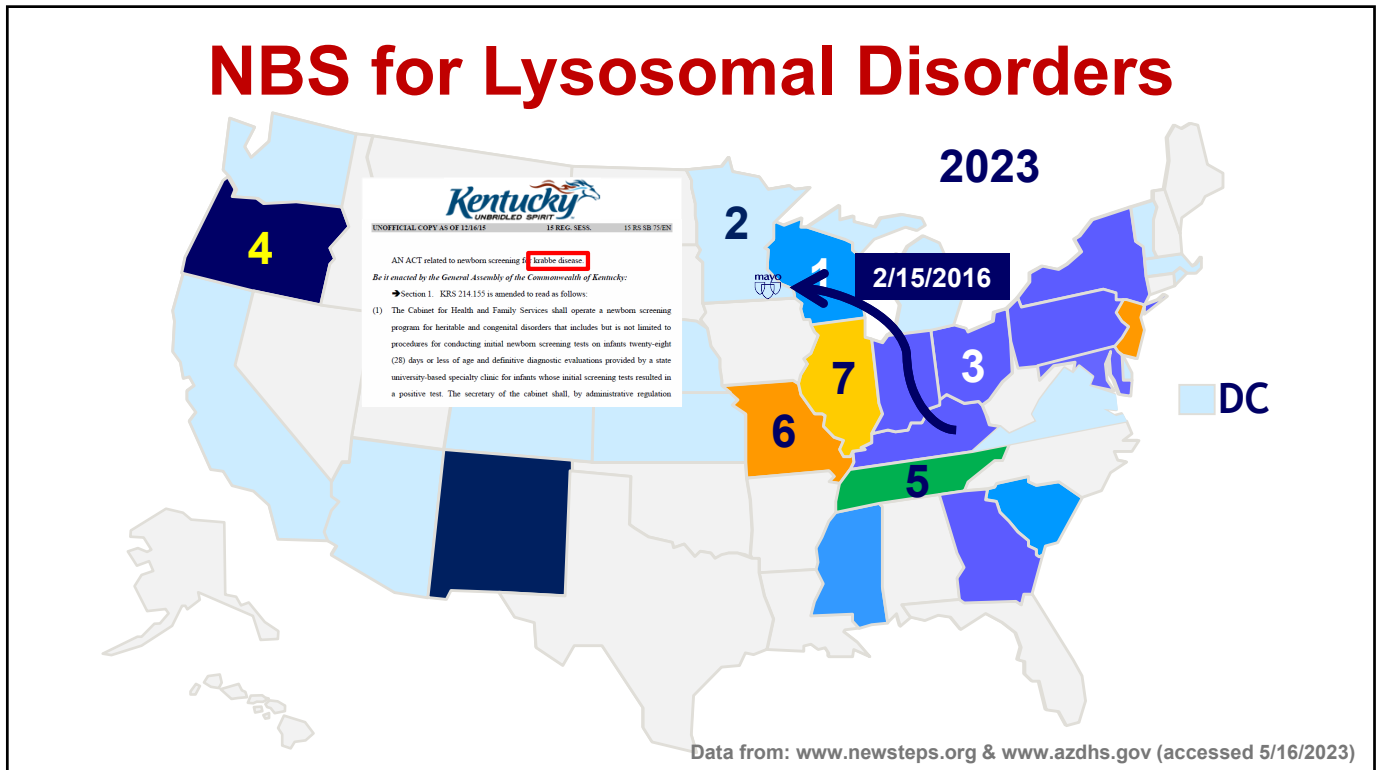 NBS for Lysosomal Disorders
2023
Kentucky
UNBRIDLED SPIRIT
UNOFFICIAL COPY AS OF 12/16/15 15 REG. SESS. 15 RS SB 75/EN
AN ACT related to newborn screening for krabbe disease.
Be it enacted by the General Assembly of the Commonwealth of Kentucky:
➔Section 1. KRS 214.155 is amended to read as follows:
(1) The Cabinet for Health and Family Services shall operate a newborn screening
program for heritable and congenital disorders that includes but is not limited to
procedures for conducting initial newborn screening tests on infants twenty-eight
(28) days or less of age and definitive diagnostic evaluations provided by a state
university-based specialty clinic for infants whose initial screening tests resulted in
a positive test. The secretary of the cabinet shall, by administrative regulation
2
4
1
mayo
2/15/2016
3
7
DC
6
5
Data from: www.newsteps.org & www.azdhs.gov (accessed 5/16/2023)